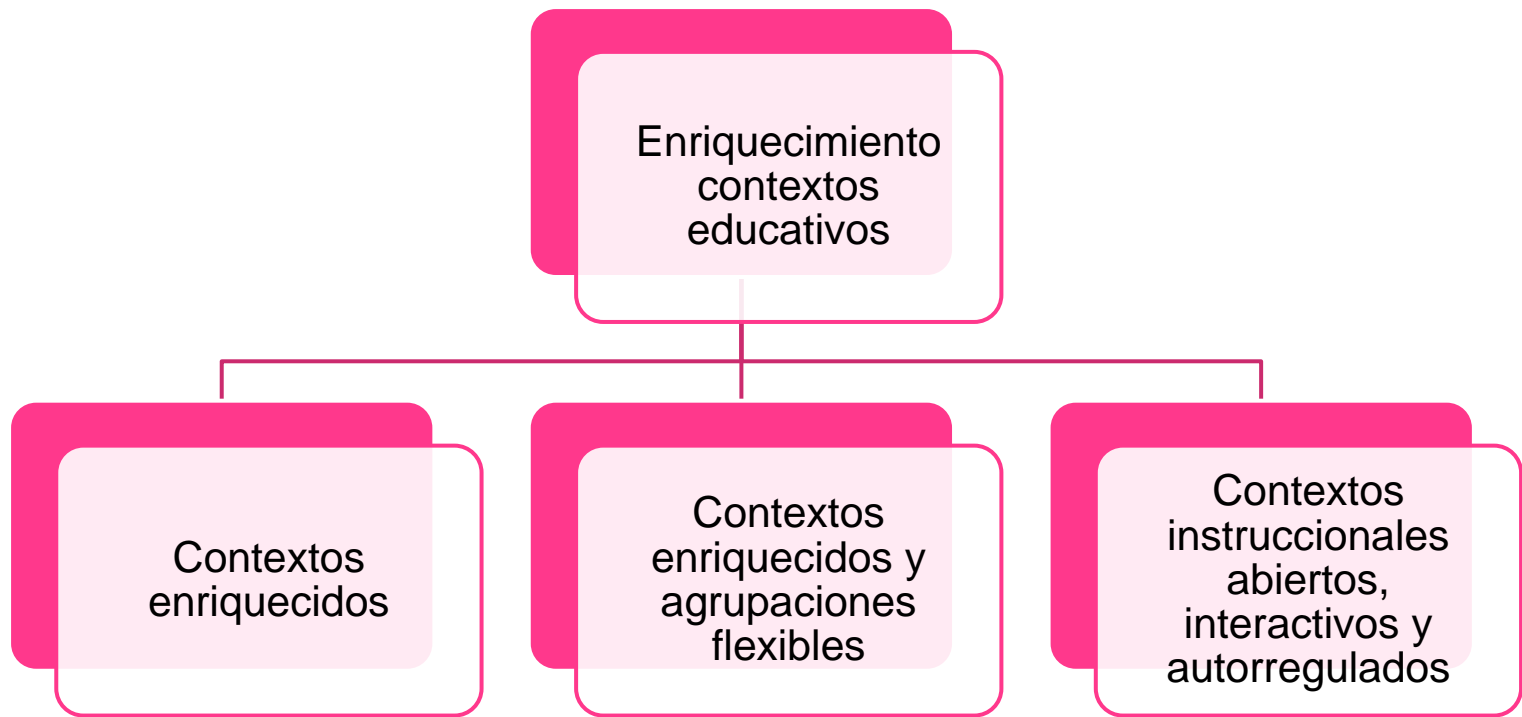 Enriquecimiento
contextos
educativos
Contextos
enriquecidos
Contextos
enriquecidos y
agrupaciones
flexibles
Contextos
instruccionales
abiertos,
interactivos y
autorregulados